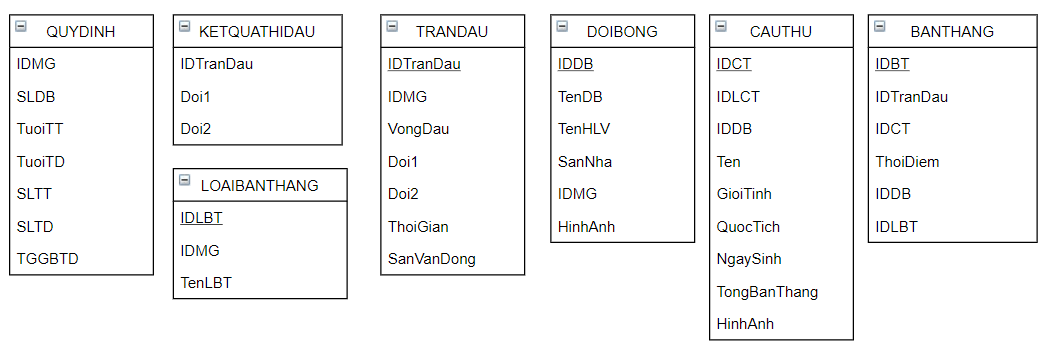 QUYDINH
IDMG
SLDB
TuoiTT
TuoiTD
SLTT
SLTD
TGGBTD
KETQUATHIDAU
IDTranDau
Doi1
Doi2
LOAIBANTHANG
IDLBT
IDMG
TenLBT
TRANDAU
IDTranDau
IDMG
VongDau
Doi1
Doi2
ThoiGian
SanVanDong
DOIBONG
IDDB
TenDB
TenHLV
SanNha
IDMG
HinhAnh
CAUTHU
IDCT
IDLCT
IDDB
Ten
GioiTinh
QuocTich
NgaySinh
TongBanThang
HinhAnh
BANTHANG
IDBT
IDTranDau
IDCT
ThoiDiem
IDDB
IDLBT